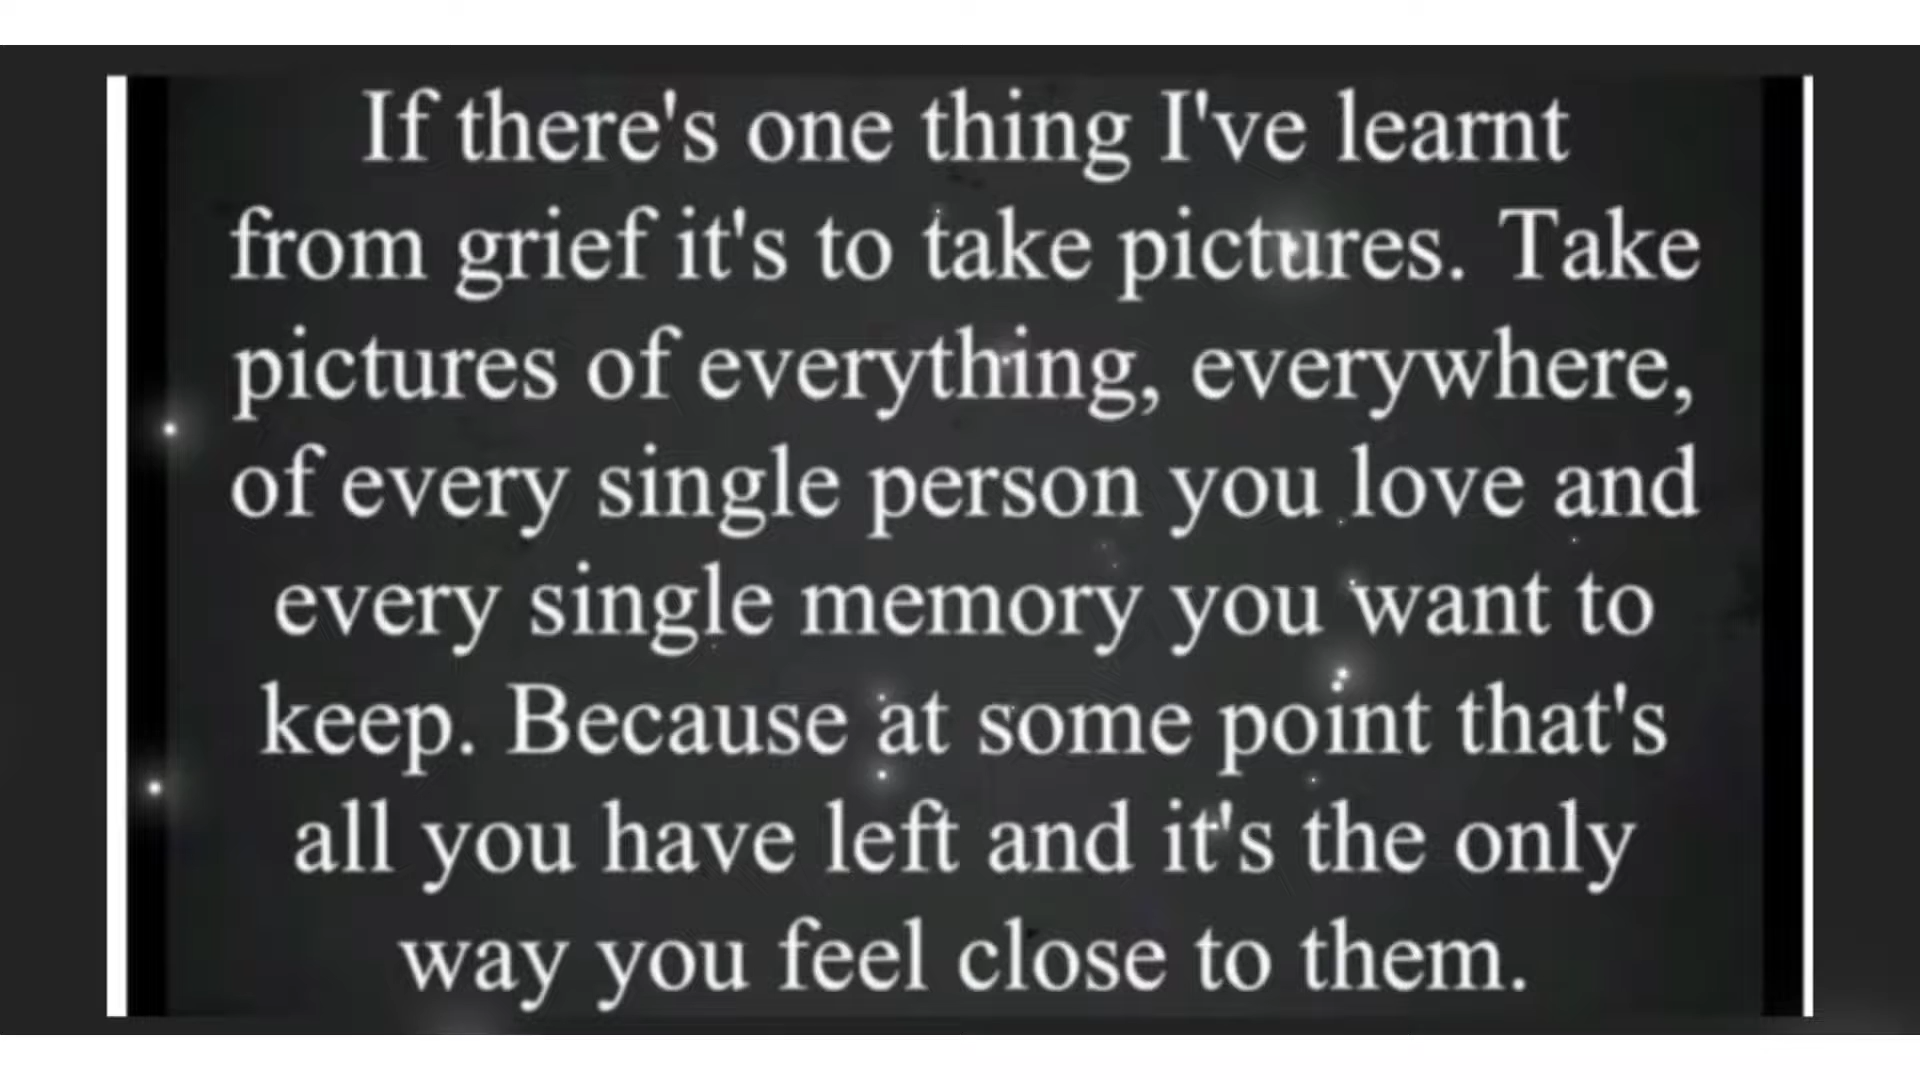 If there's one thing I've learnt
from grief it's to take pictures. Take
pictures of everything, everywhere,
of every single person you love and
every single memory you want to
keep. Because at some point that's
all you have left and it's the only
way you feel close to them.